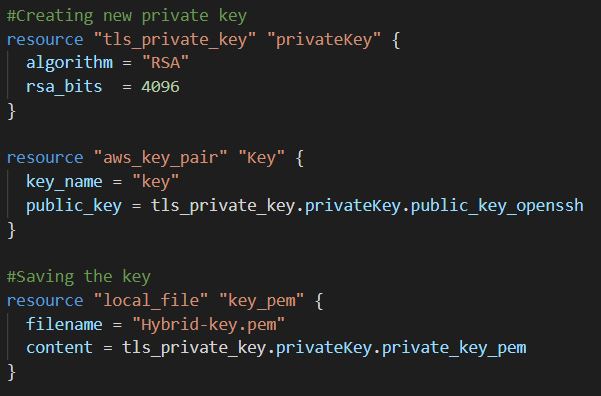 #Creating new private key
resource "tls_private_key" "privateKey" {
  algorithm = "RSA"
  rsa_bits  = 4096
}

resource "aws_key_pair" "Key" {
  key_name = "key"
  public_key = tls_private_key.privateKey.public_key_openssh
}

#Saving the key
resource "local_file" "key_pem" {
  filename = "Hybrid-key.pem"
  content = tls_private_key.privateKey.private_key_pem
}